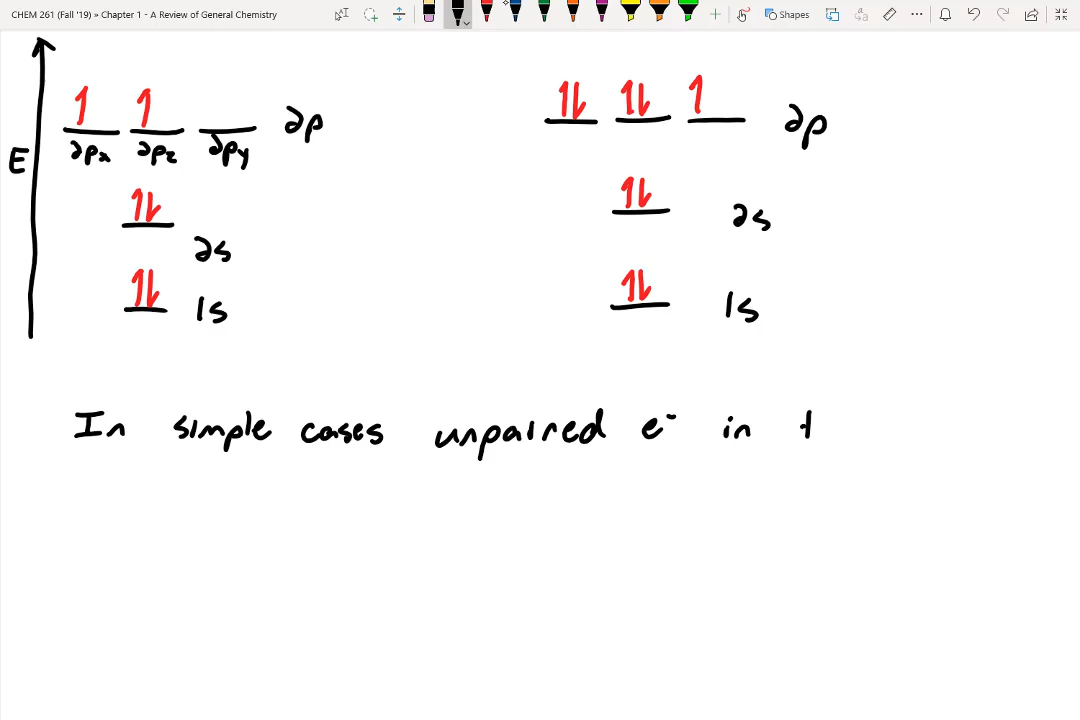 CHEM 261 (Fall '19) » Chapter 1 - A Review of General Chemistry
Shapes
E
2px 2pz 2py 2p
2s
1s
2p
2s
1s
In simple cases unpaired e⁻ in t